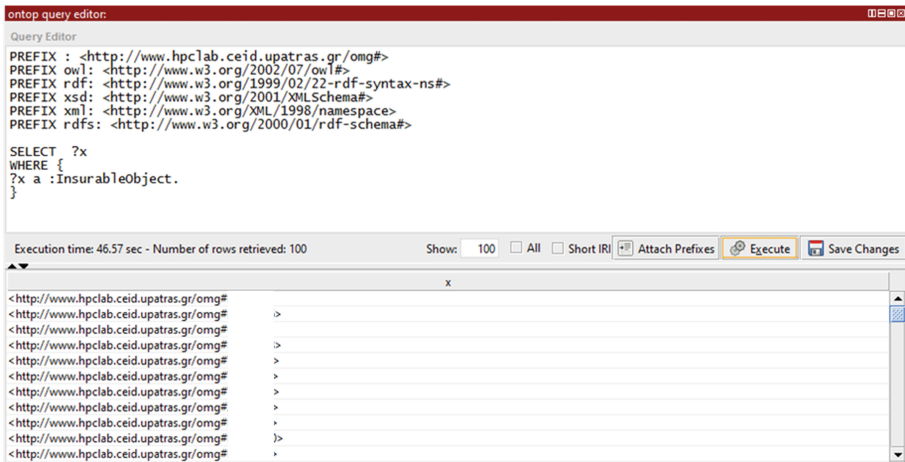 ontop query editor:
Query Editor
PREFIX : <http://www.hpclab.ceid.upatras.gr/omg#>
PREFIX owl: <http://www.w3.org/2002/07/owl#>
PREFIX rdf: <http://www.w3.org/1999/02/22-rdf-syntax-ns#>
PREFIX xsd: <http://www.w3.org/2001/XMLSchema#>
PREFIX xml: <http://www.w3.org/XML/1998/namespace>
PREFIX rdfs: <http://www.w3.org/2000/01/rdf-schema#>
SELECT ?x
WHERE {
?x a :InsurableObject.
}
Execution time: 46.57 sec - Number of rows retrieved: 100 Show: 100 All Short IRI Attach Prefixes Execute Save Changes
x
<http://www.hpclab.ceid.upatras.gr/omg#
<http://www.hpclab.ceid.upatras.gr/omg# >
<http://www.hpclab.ceid.upatras.gr/omg#
<http://www.hpclab.ceid.upatras.gr/omg# >
<http://www.hpclab.ceid.upatras.gr/omg# >
<http://www.hpclab.ceid.upatras.gr/omg# >
<http://www.hpclab.ceid.upatras.gr/omg# >
<http://www.hpclab.ceid.upatras.gr/omg# >
<http://www.hpclab.ceid.upatras.gr/omg# >
<http://www.hpclab.ceid.upatras.gr/omg# )>
<http://www.hpclab.ceid.upatras.gr/omg# >